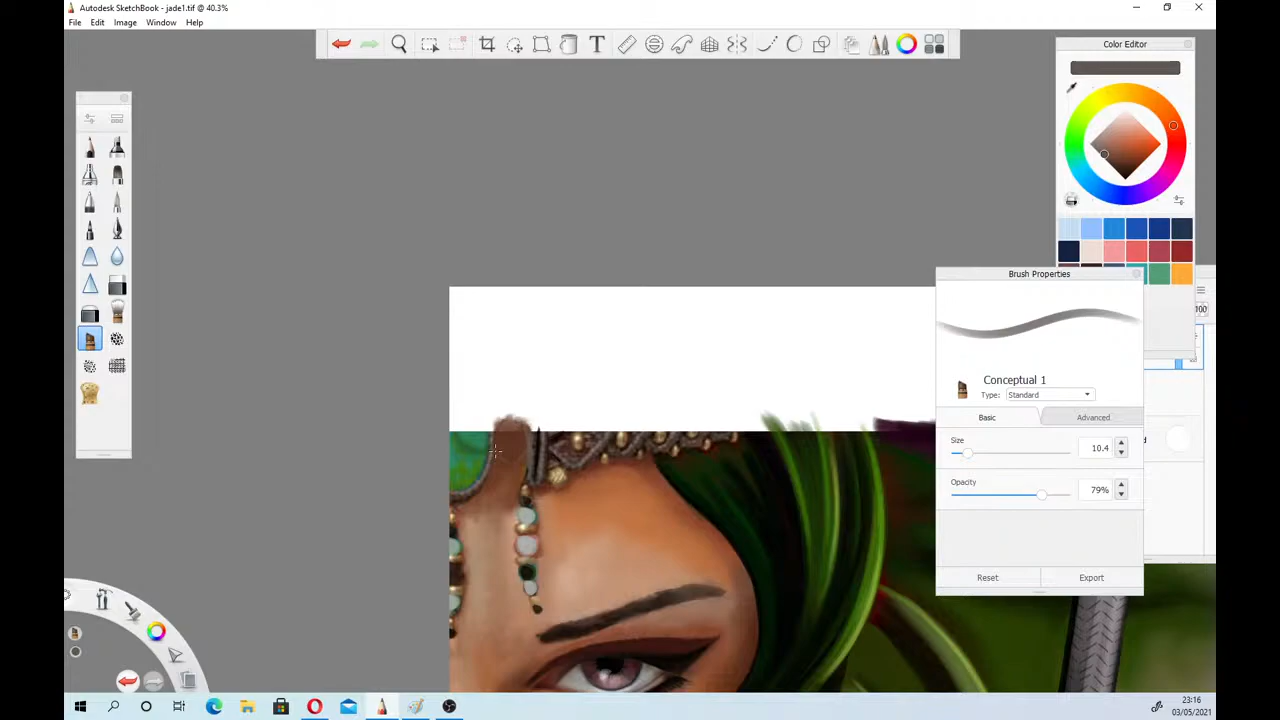 Autodesk SketchBook - jade1.tif @ 40.3%
File Edit Image Window Help
T
Color Editor
Brush Properties
100
Conceptual 1
Type: Standard
Basic Advanced
Size
10.4
Opacity
79%
Reset Export
23:16
03/05/2021